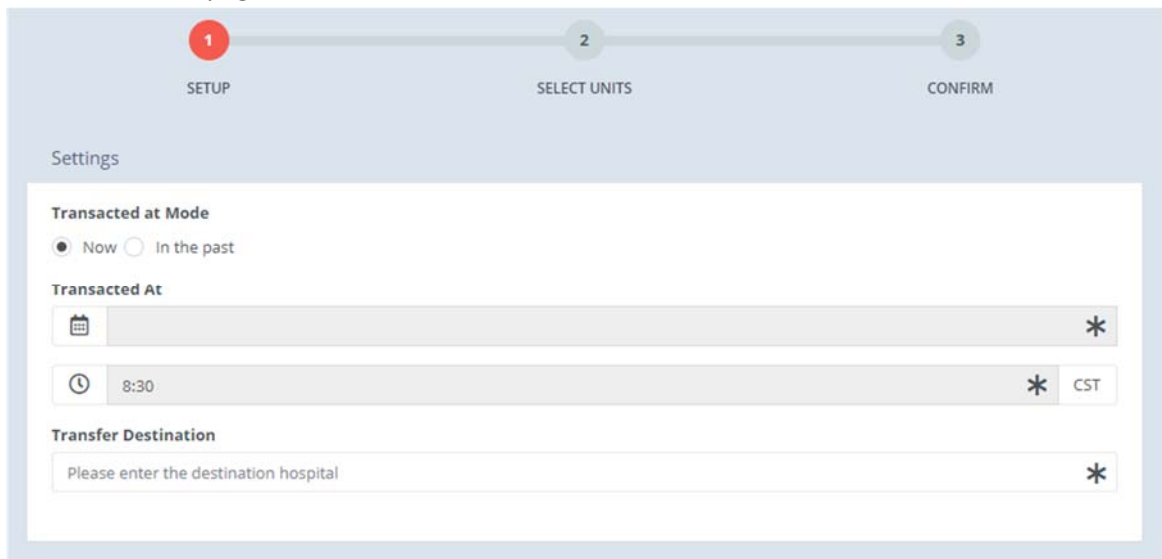 1 2 3
SETUP SELECT UNITS CONFIRM
Settings
Transacted at Mode
Now In the past
Transacted At
*
8:30 * CST
Transfer Destination
Please enter the destination hospital *